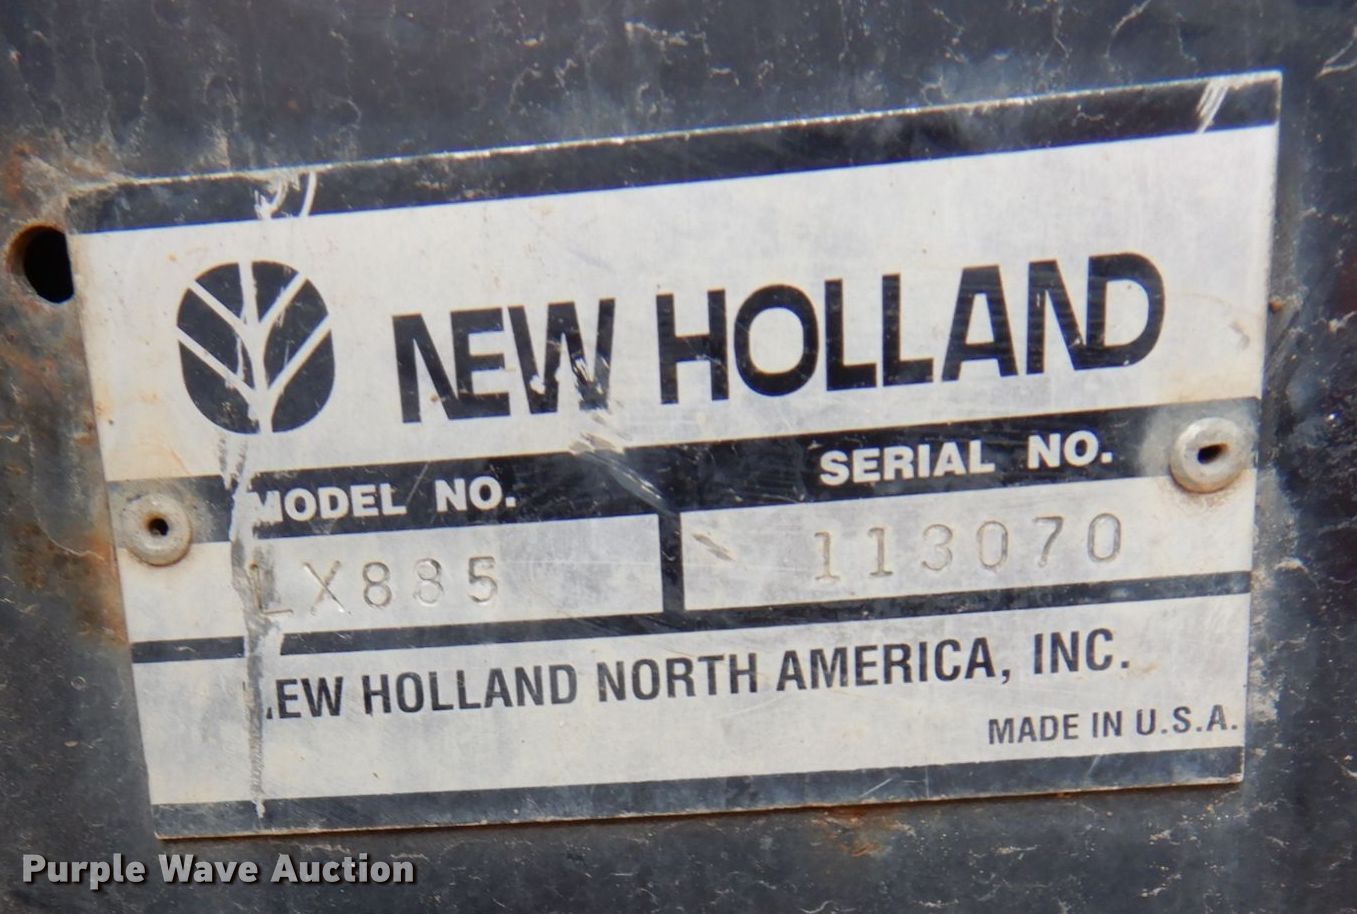 NEW HOLLAND
MODEL NO. SERIAL NO.
LX885 113070
NEW HOLLAND NORTH AMERICA, INC.
MADE IN U.S.A.
Purple Wave Auction